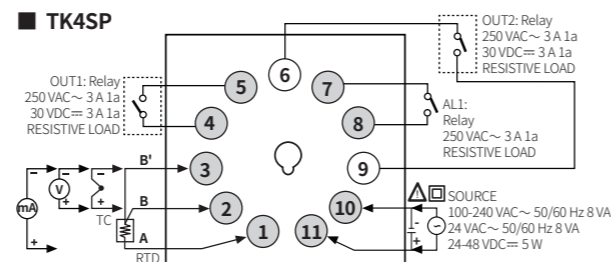 ■ TK4SP
OUT2: Relay
250 VAC∼ 3 A 1a
30 VDC⎓ 3 A 1a
RESISTIVE LOAD
OUT1: Relay
250 VAC∼ 3 A 1a
30 VDC⎓ 3 A 1a
RESISTIVE LOAD
6
5
7
4
8
AL1:
Relay
250 VAC∼ 3 A 1a
RESISTIVE LOAD
3
9
B'
2
10
B
1
11
A
mA
V
TC
RTD
−
−
−
+
+
+
-
+
∼
SOURCE
100-240 VAC∼ 50/60 Hz 8 VA
24 VAC∼ 50/60 Hz 8 VA
24-48 VDC⎓ 5 W